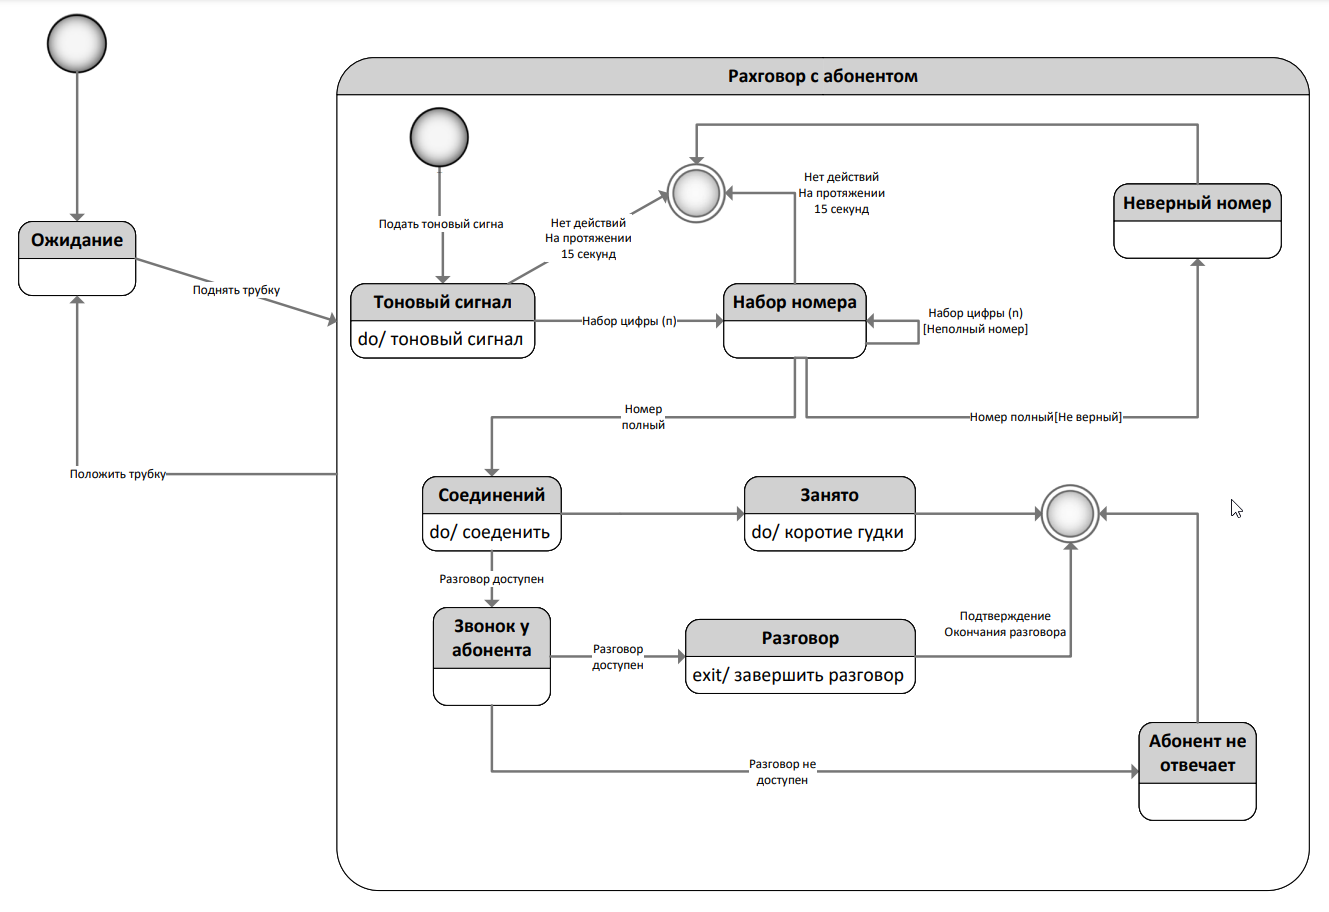 Рахговор с абонентом
Подать тоновый сигна
Нет действий
На протяжении
15 секунд
Нет действий
На протяжении
15 секунд
Неверный номер
Ожидание
Поднять трубку
Тоновый сигнал
do/ тоновый сигнал
Набор цифры (n)
Набор номера
Набор цифры (n)
[Неполный номер]
Номер
полный
Номер полный[Не верный]
Положить трубку
Соединений
do/ соеденить
Занято
do/ коротие гудки
Разговор доступен
Звонок у
абонента
Разговор
доступен
Разговор
exit/ завершить разговор
Подтверждение
Окончания разговора
Разговор не
доступен
Абонент не
отвечает